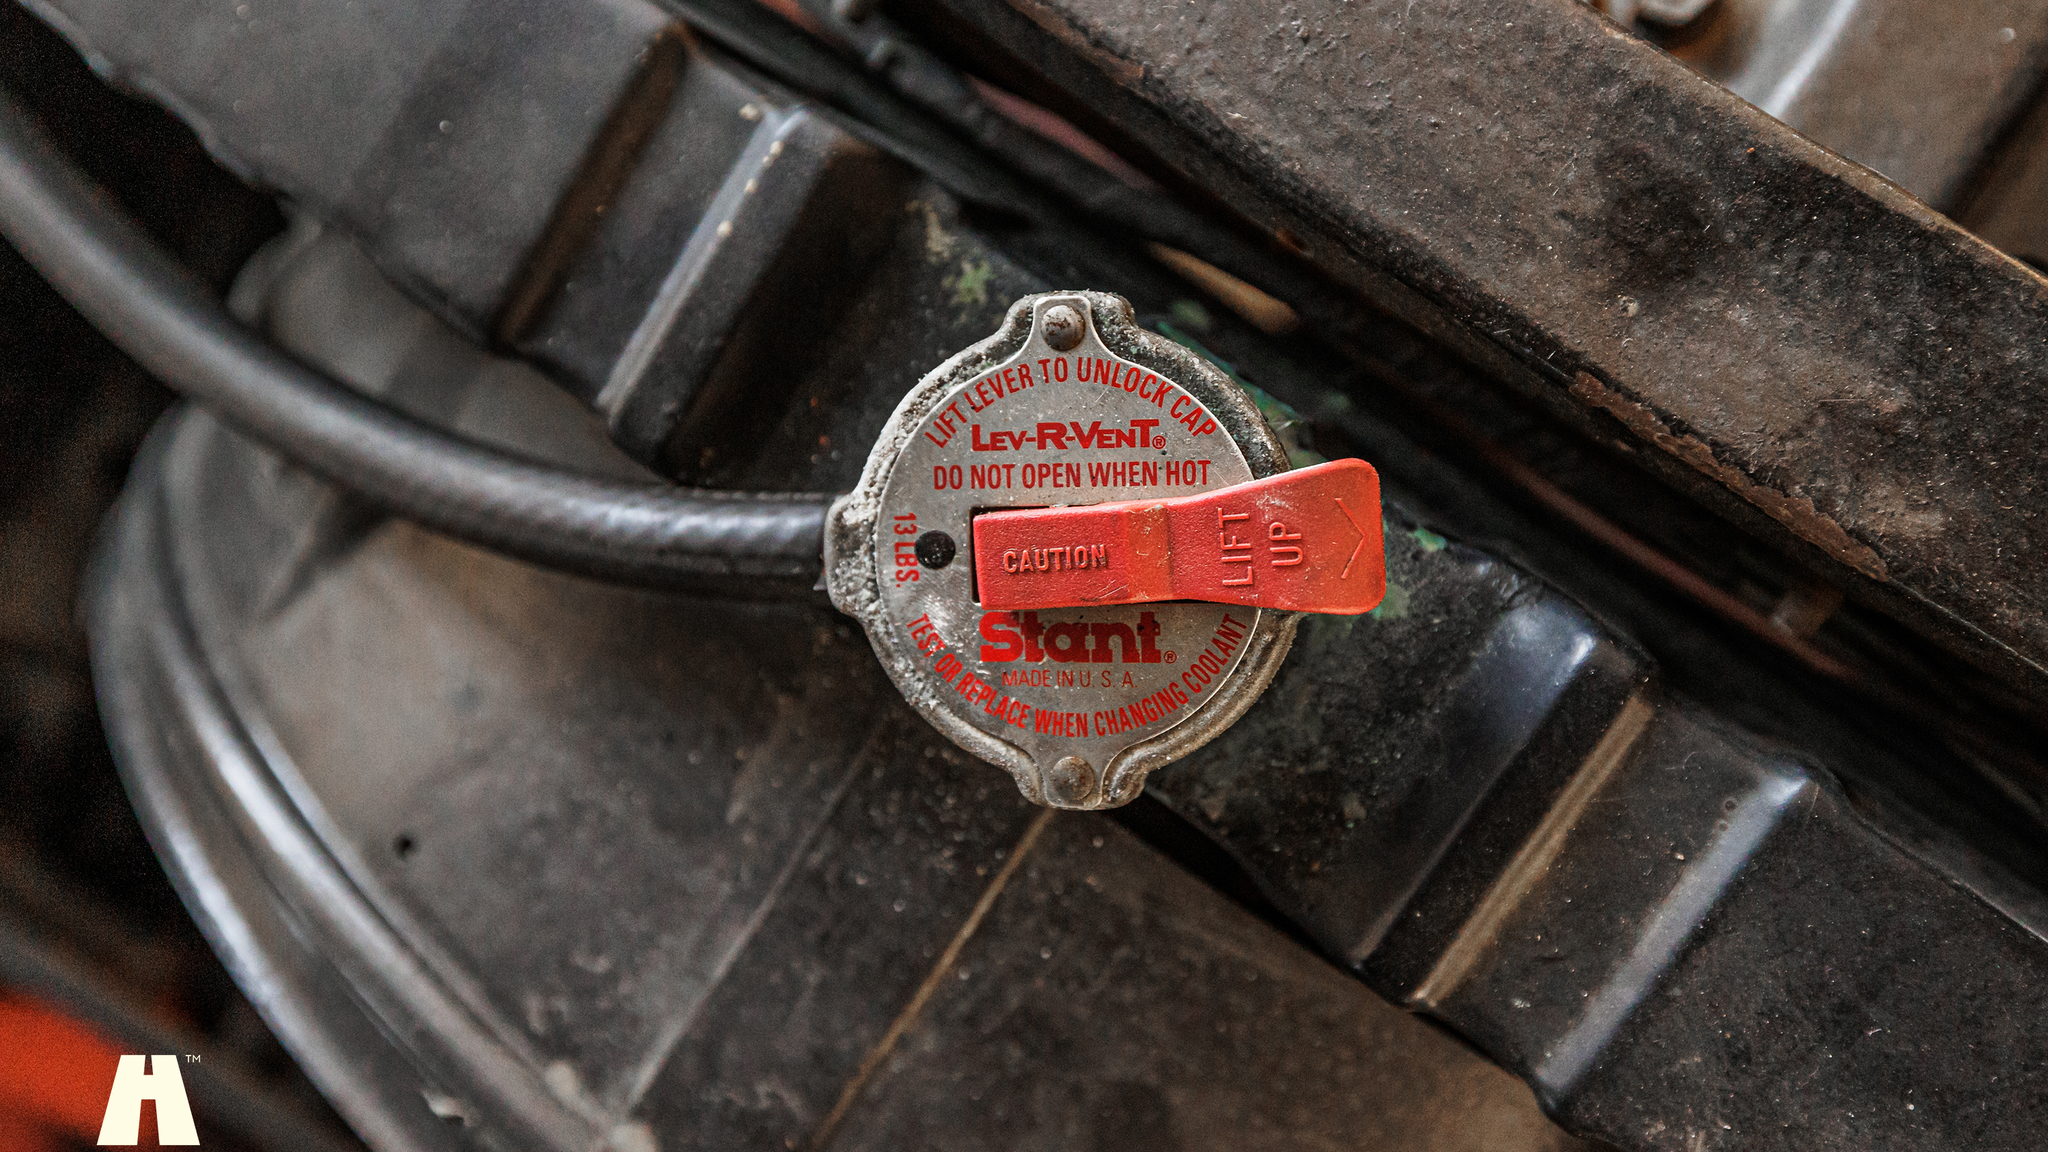 LIFT LEVER TO UNLOCK CAP
LEV-R-VENT®
DO NOT OPEN WHEN HOT
13 LBS.
CAUTION
LIFT
UP
Stant®
MADE IN U. S. A.
TEST OR REPLACE WHEN CHANGING COOLANT
H™